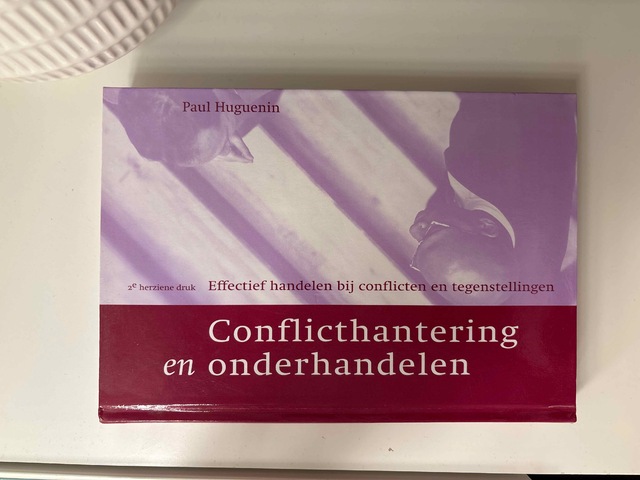 Paul Huguenin
2e herziene druk Effectief handelen bij conflicten en tegenstellingen
Conflicthantering
en onderhandelen